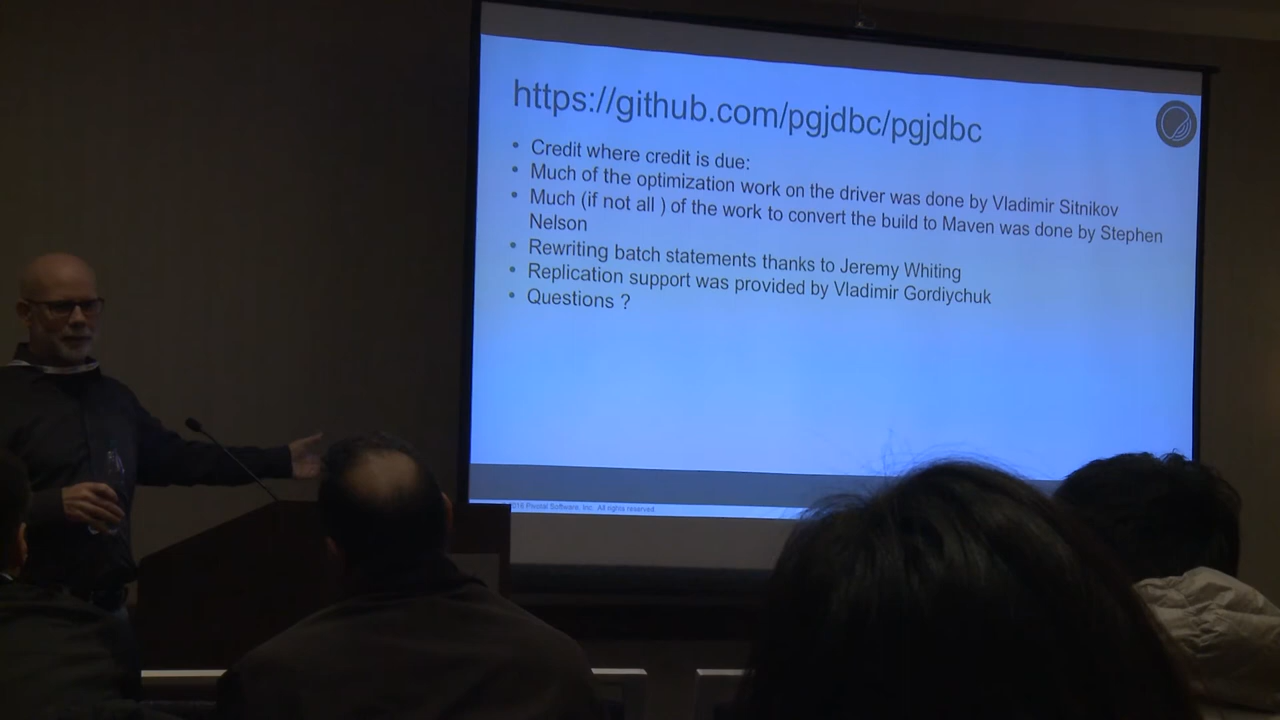 https://github.com/pgjdbc/pgjdbc
• Credit where credit is due:
• Much of the optimization work on the driver was done by Vladimir Sitnikov
• Much (if not all ) of the work to convert the build to Maven was done by Stephen
Nelson
• Rewriting batch statements thanks to Jeremy Whiting
• Replication support was provided by Vladimir Gordiychuk
• Questions ?
2016 Pivotal Software, Inc. All rights reserved.